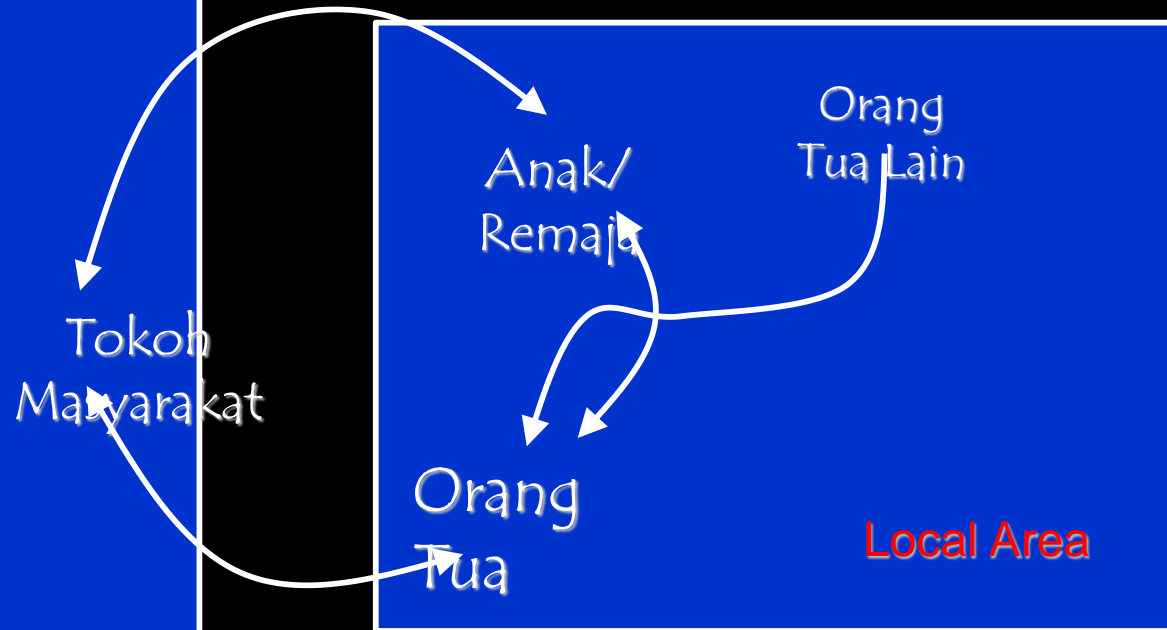 Orang
Tua Lain
Anak/
Remaja
Tokoh
Masyarakat
Orang
Tua
Local Area